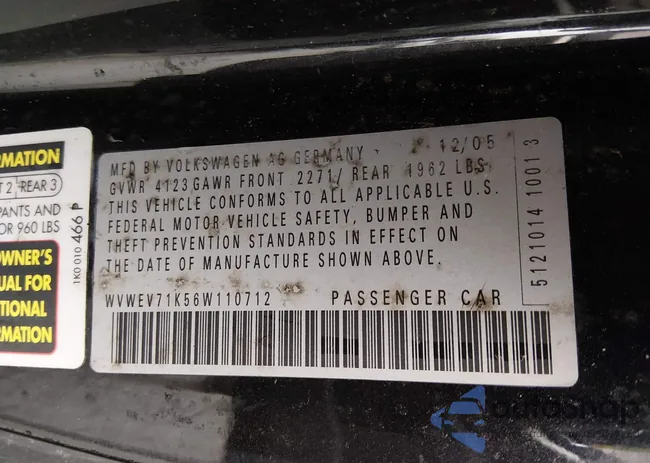 RMATION
T 2 REAR 3
PANTS AND
OR 960 LBS
OWNER'S
UAL FOR
TIONAL
RMATION
1K0 010 466 P
MFD BY VOLKSWAGEN AG GERMANY 12/05
GVWR 4123 GAWR FRONT 2271/ REAR 1962 LBS
THIS VEHICLE CONFORMS TO ALL APPLICABLE U.S.
FEDERAL MOTOR VEHICLE SAFETY, BUMPER AND
THEFT PREVENTION STANDARDS IN EFFECT ON
THE DATE OF MANUFACTURE SHOWN ABOVE.
WVWEV71K56W110712 PASSENGER CAR
5121014 1001 3
autosnap